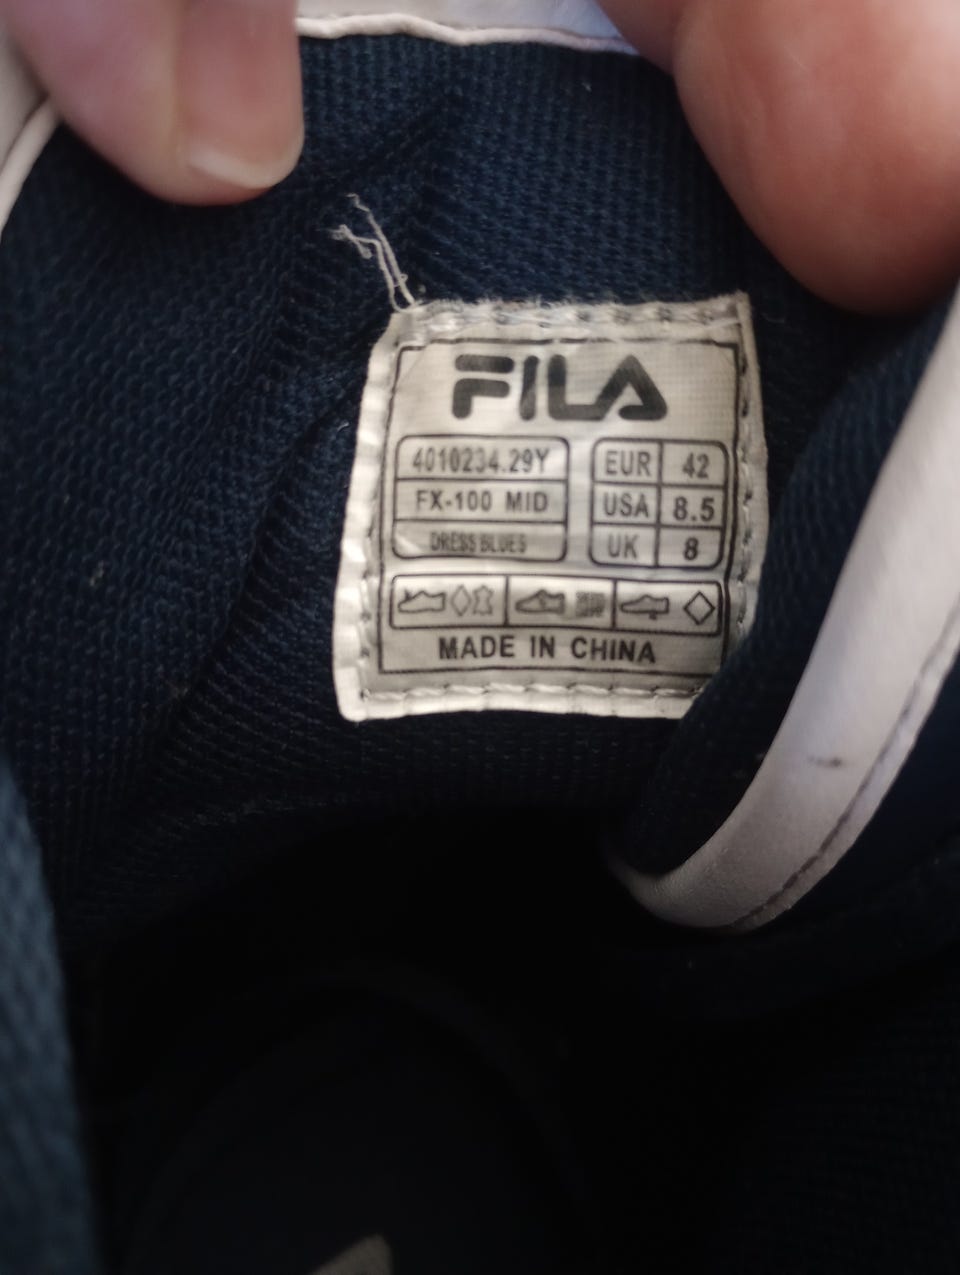 FILA
4010234.29Y
FX-100 MID
DRESS BLUES
EUR 42
USA 8.5
UK 8
MADE IN CHINA